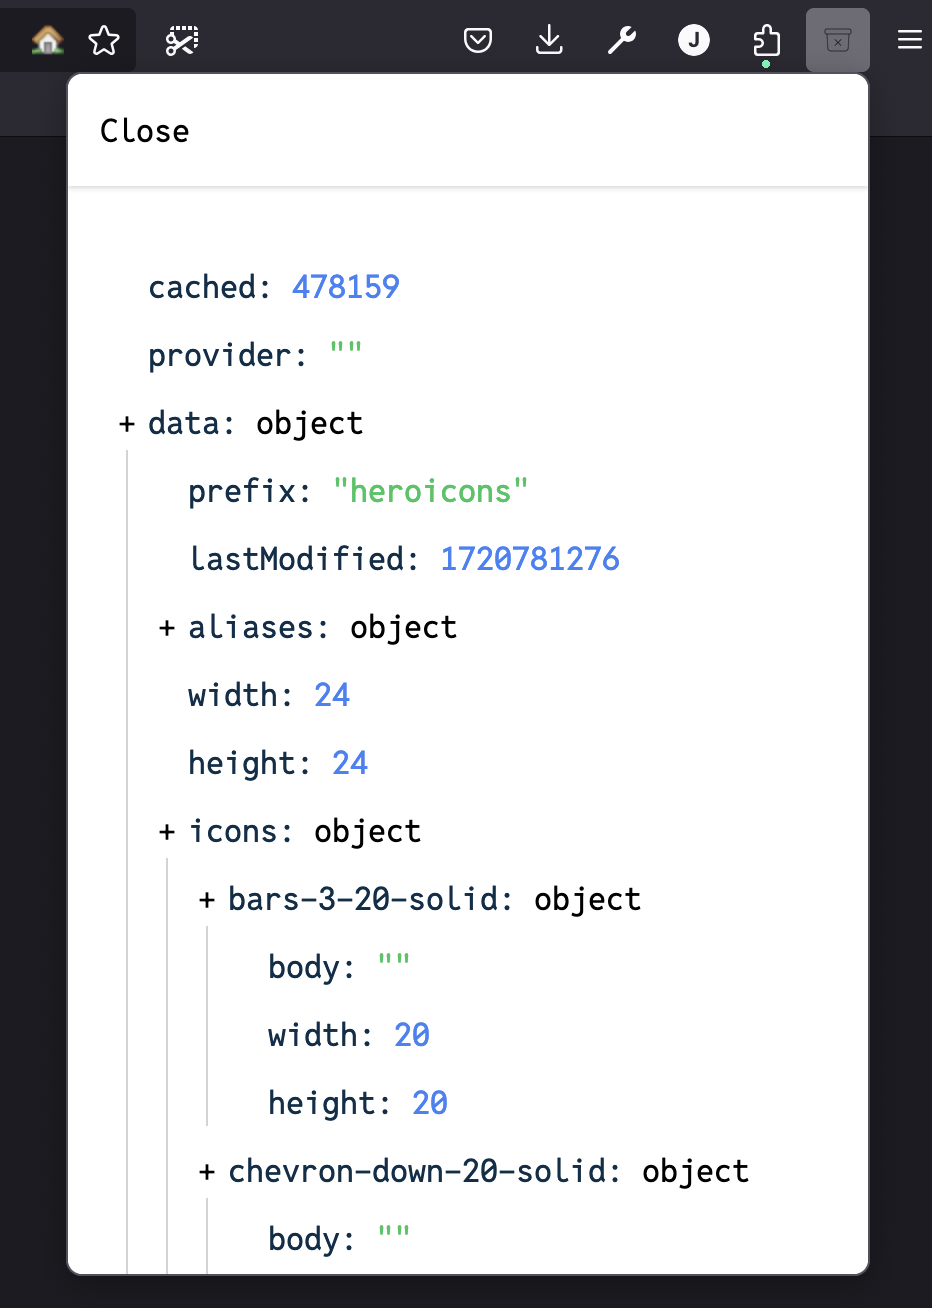 J
Close
cached: 478159
provider: ""
+ data: object
prefix: "heroicons"
lastModified: 1720781276
+ aliases: object
width: 24
height: 24
+ icons: object
+ bars-3-20-solid: object
body: ""
width: 20
height: 20
+ chevron-down-20-solid: object
body: ""